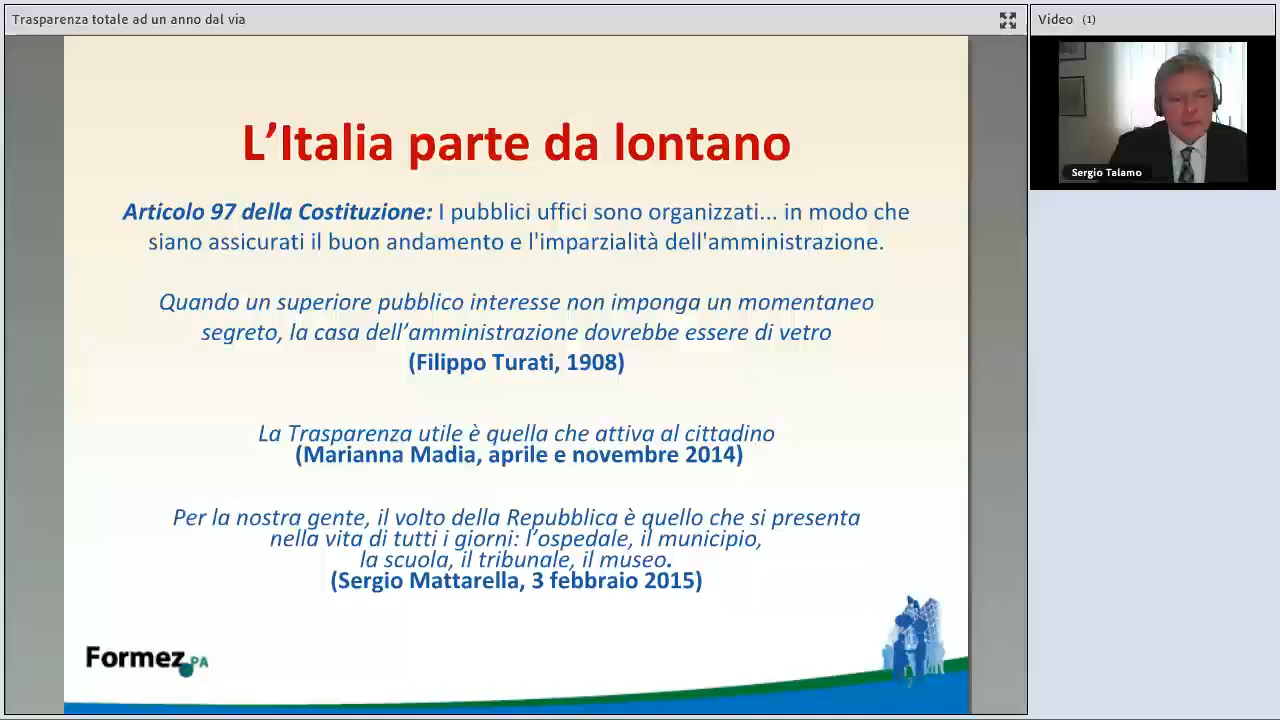 Trasparenza totale ad un anno dal via
Video (1)
Sergio Talamo
L’Italia parte da lontano
Articolo 97 della Costituzione: I pubblici uffici sono organizzati... in modo che
siano assicurati il buon andamento e l'imparzialità dell'amministrazione.
Quando un superiore pubblico interesse non imponga un momentaneo
segreto, la casa dell’amministrazione dovrebbe essere di vetro
(Filippo Turati, 1908)
La Trasparenza utile è quella che attiva al cittadino
(Marianna Madia, aprile e novembre 2014)
Per la nostra gente, il volto della Repubblica è quello che si presenta
nella vita di tutti i giorni: l’ospedale, il municipio,
la scuola, il tribunale, il museo.
(Sergio Mattarella, 3 febbraio 2015)
Formez PA